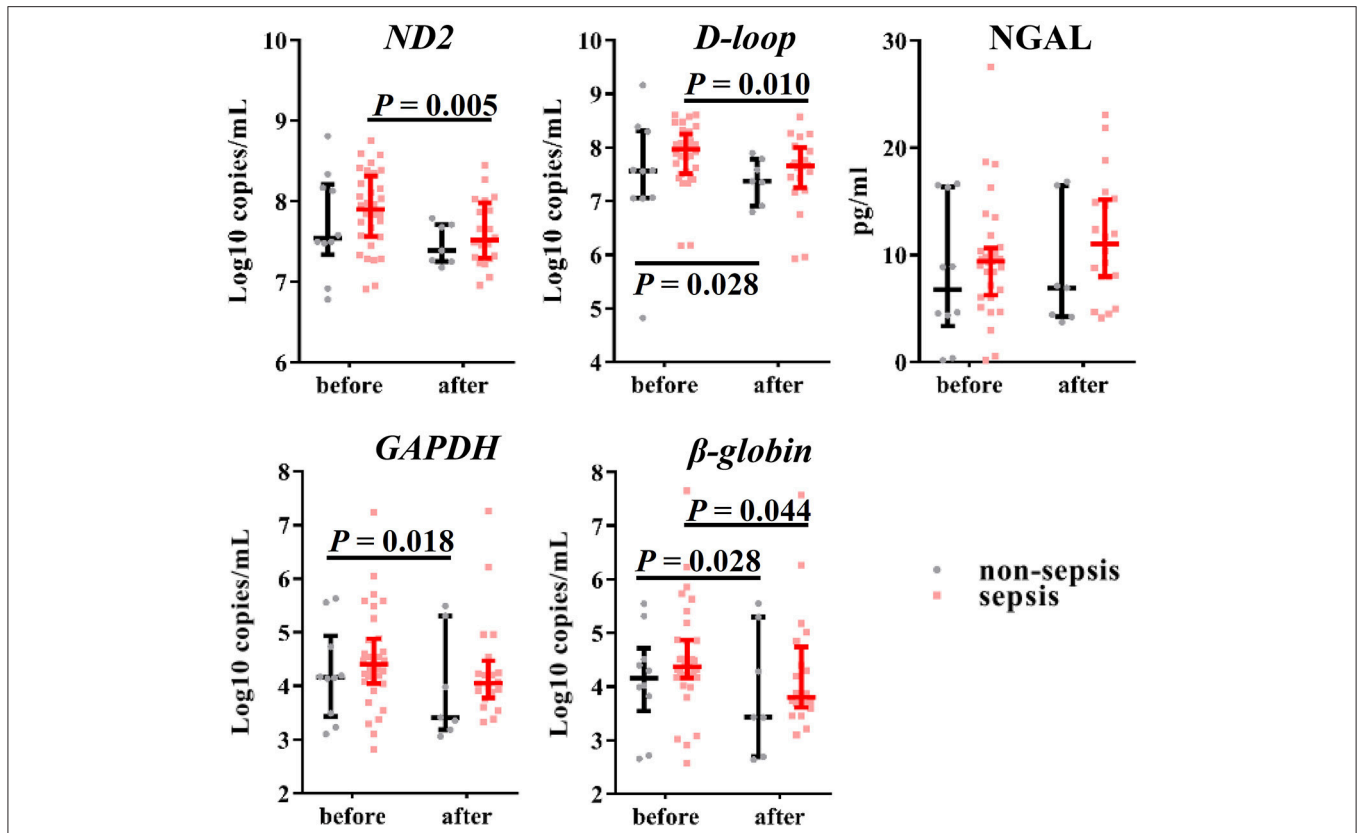 ND2
10
9
8
7
6
Log10 copies/mL
P = 0.005
before after
D-loop
10
9
8
7
6
5
4
Log10 copies/mL
P = 0.010
P = 0.028
before after
NGAL
30
20
10
0
pg/ml
before after
GAPDH
8
7
6
5
4
3
2
Log10 copies/mL
P = 0.018
before after
β-globin
8
7
6
5
4
3
2
Log10 copies/mL
P = 0.044
P = 0.028
before after
non-sepsis
sepsis